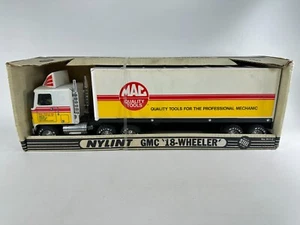 MAC
QUALITY
TOOLS
QUALITY TOOLS FOR THE PROFESSIONAL MECHANIC
NYLINT GMC "18-WHEELER"